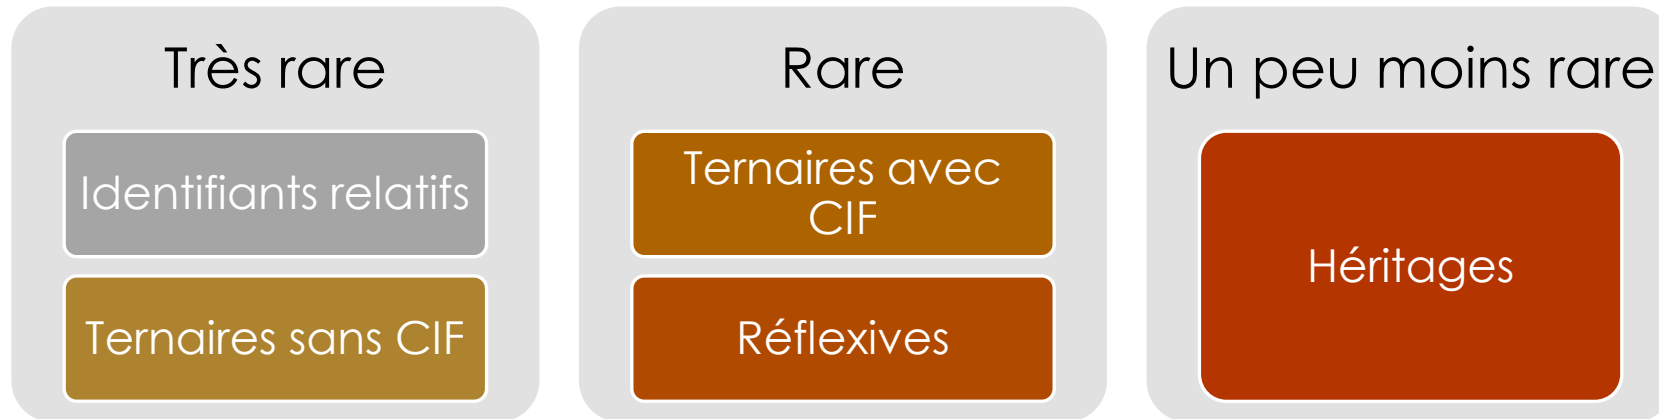 Très rare
Identifiants relatifs
Ternaires sans CIF
Rare
Ternaires avec
CIF
Réflexives
Un peu moins rare
Héritages